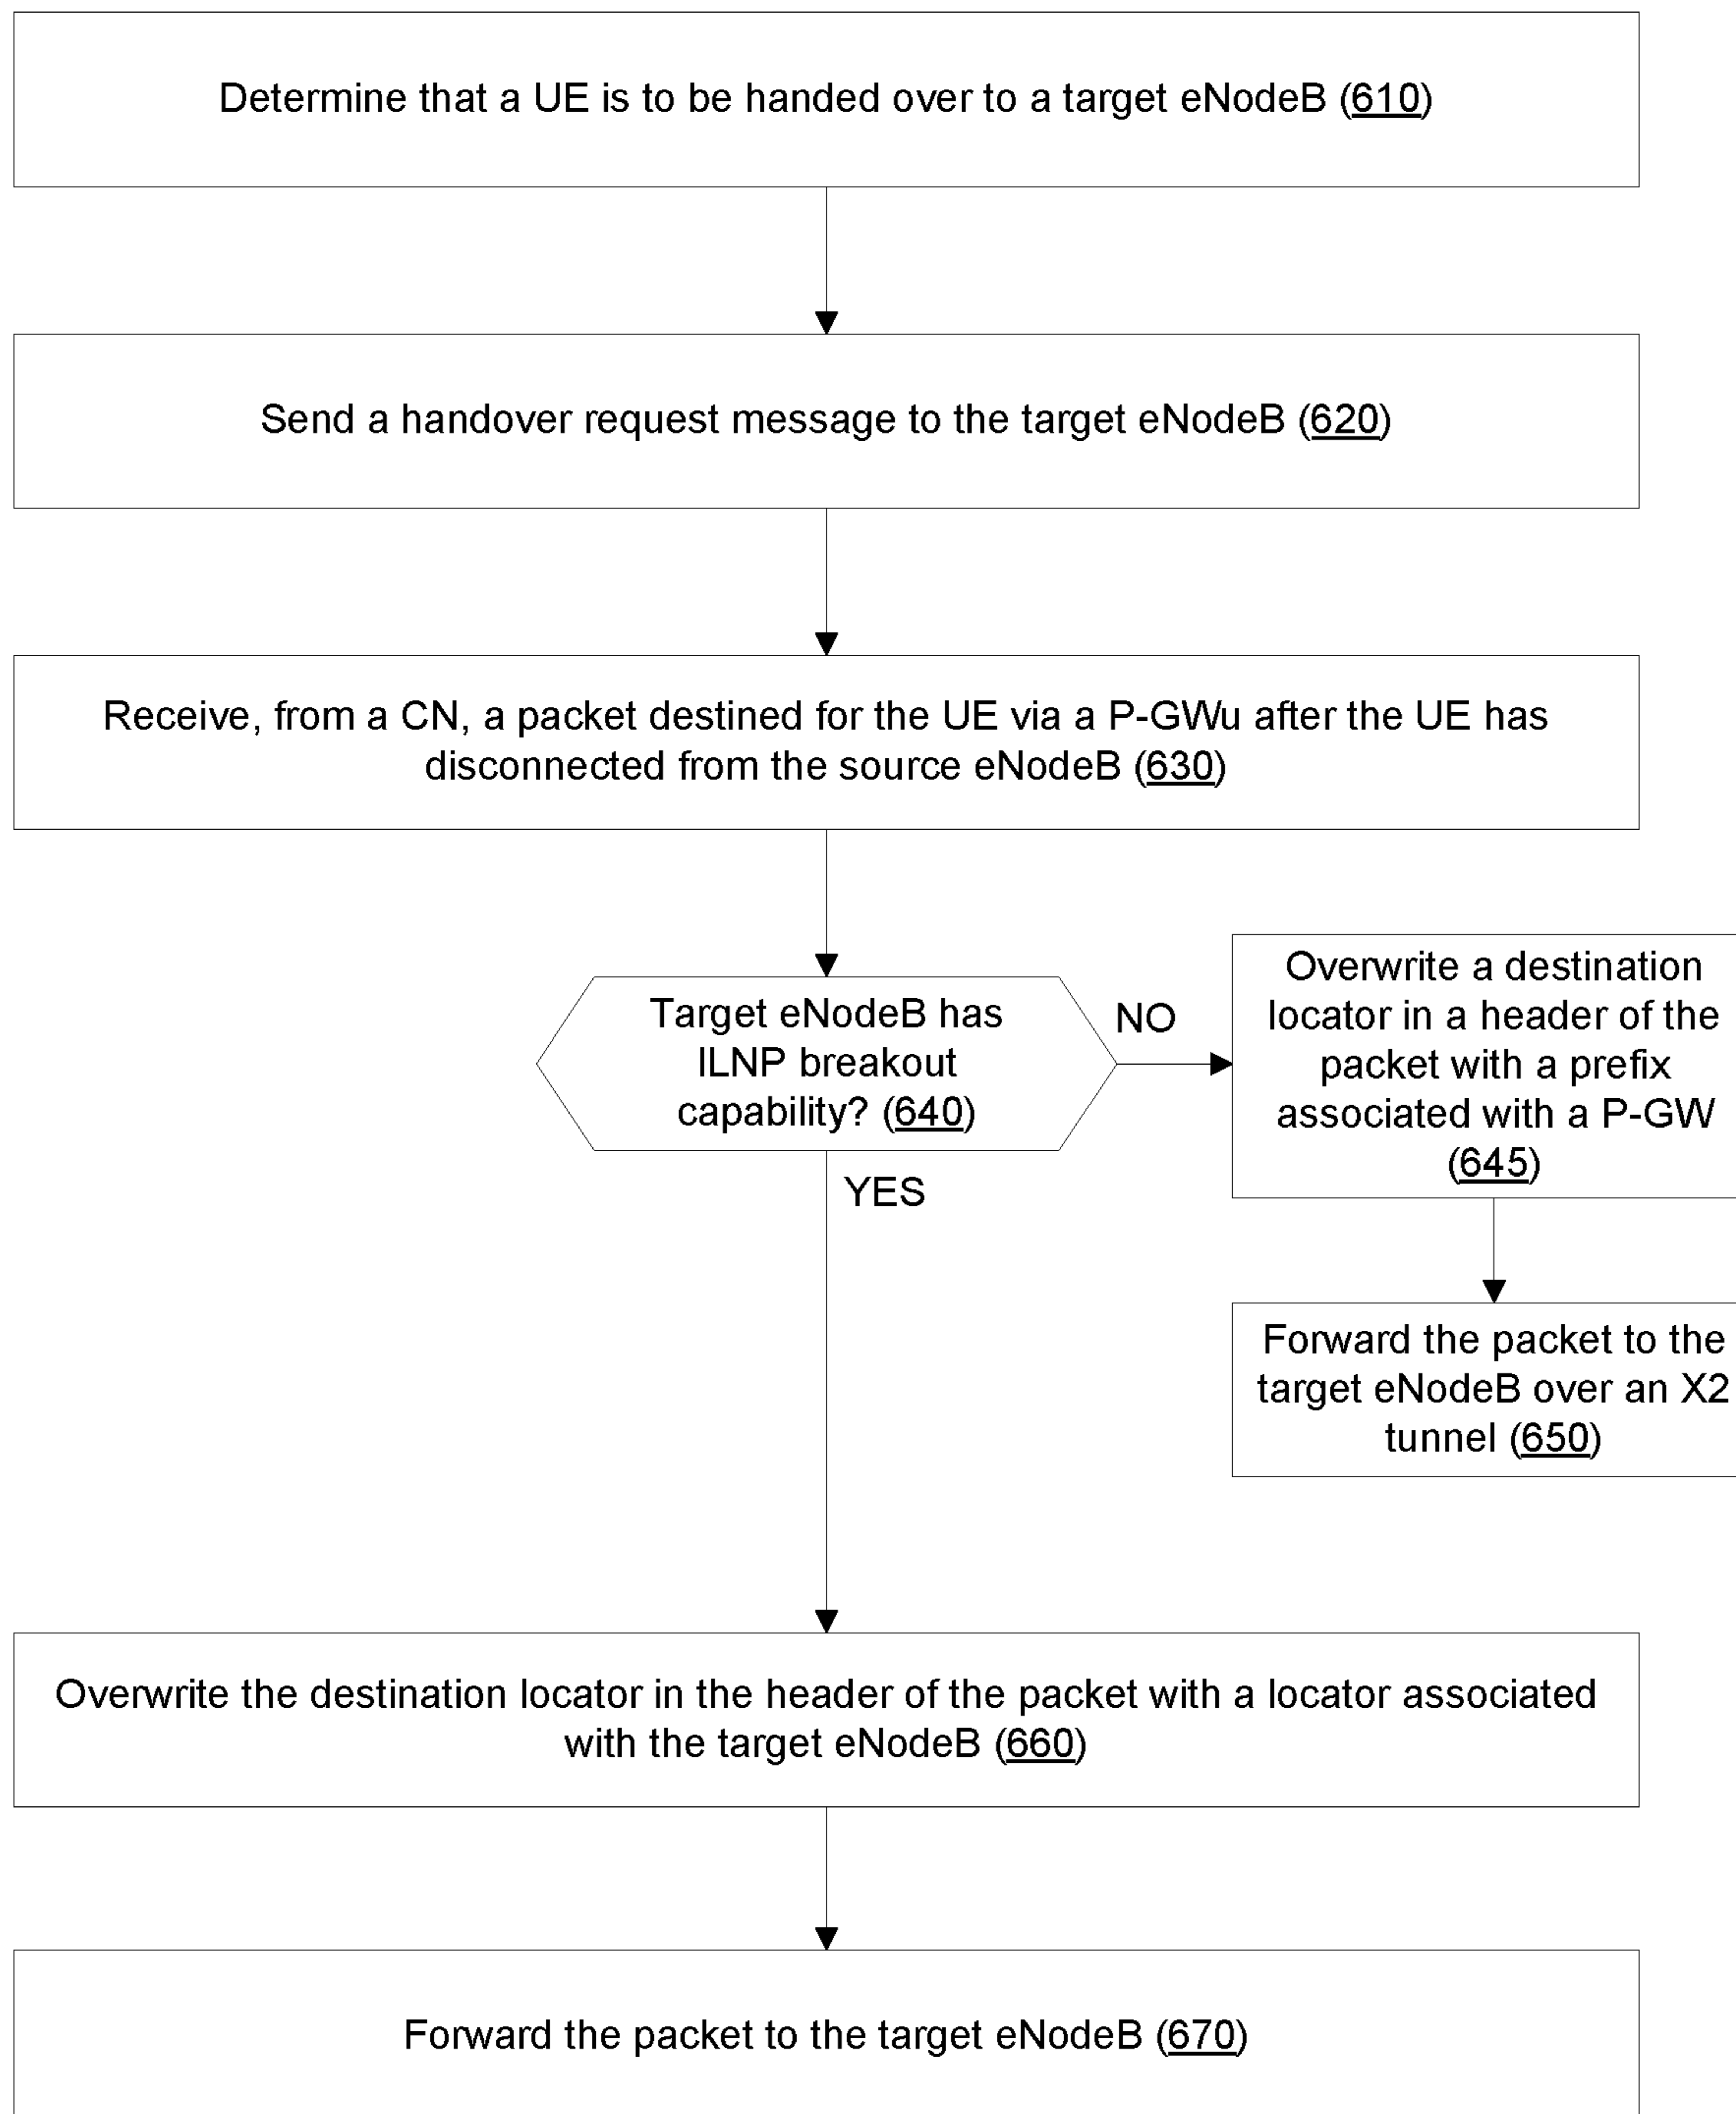 Determine that a UE is to be handed over to a target eNodeB (610)
Send a handover request message to the target eNodeB (620)
Receive, from a CN, a packet destined for the UE via a P-GWu after the UE has
disconnected from the source eNodeB (630)
Target eNodeB has
ILNP breakout
capability? (640)
NO
Overwrite a destination
locator in a header of the
packet with a prefix
associated with a P-GW
(645)
YES
Forward the packet to the
target eNodeB over an X2
tunnel (650)
Overwrite the destination locator in the header of the packet with a locator associated
with the target eNodeB (660)
Forward the packet to the target eNodeB (670)